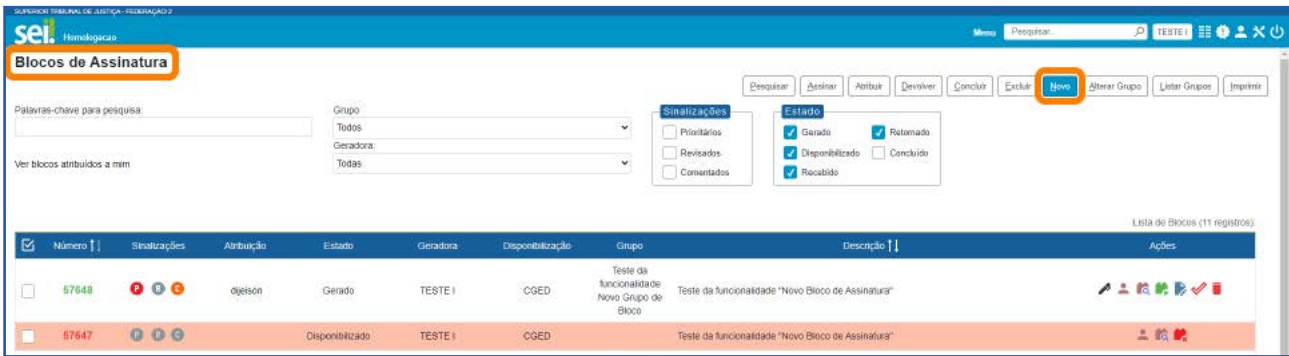 SUPERIOR TRIBUNAL DE JUSTIÇA - FEDERAÇÃO 2
sei. Homologacao
Menu Pesquisar... TESTE I
Blocos de Assinatura
Pesquisar Assinar Atribuir Devolver Concluir Excluir Novo Alterar Grupo Listar Grupos Imprimir
Palavras-chave para pesquisa:
Grupo
Todos
Geradora:
Todas
Ver blocos atribuídos a mim
Sinalizações
Prioritários
Revisados
Comentados
Estado
Gerado Retornado
Disponibilizado Concluído
Recebido
Lista de Blocos (11 registros):
Número Sinalizações Atribuição Estado Geradora Disponibilização Grupo Descrição Ações
57648 P R C dijeison Gerado TESTE I CGED Teste da funcionalidade Novo Grupo de Bloco Teste da funcionalidade "Novo Bloco de Assinatura"
57647 P R C Disponibilizado TESTE I CGED Teste da funcionalidade "Novo Bloco de Assinatura"